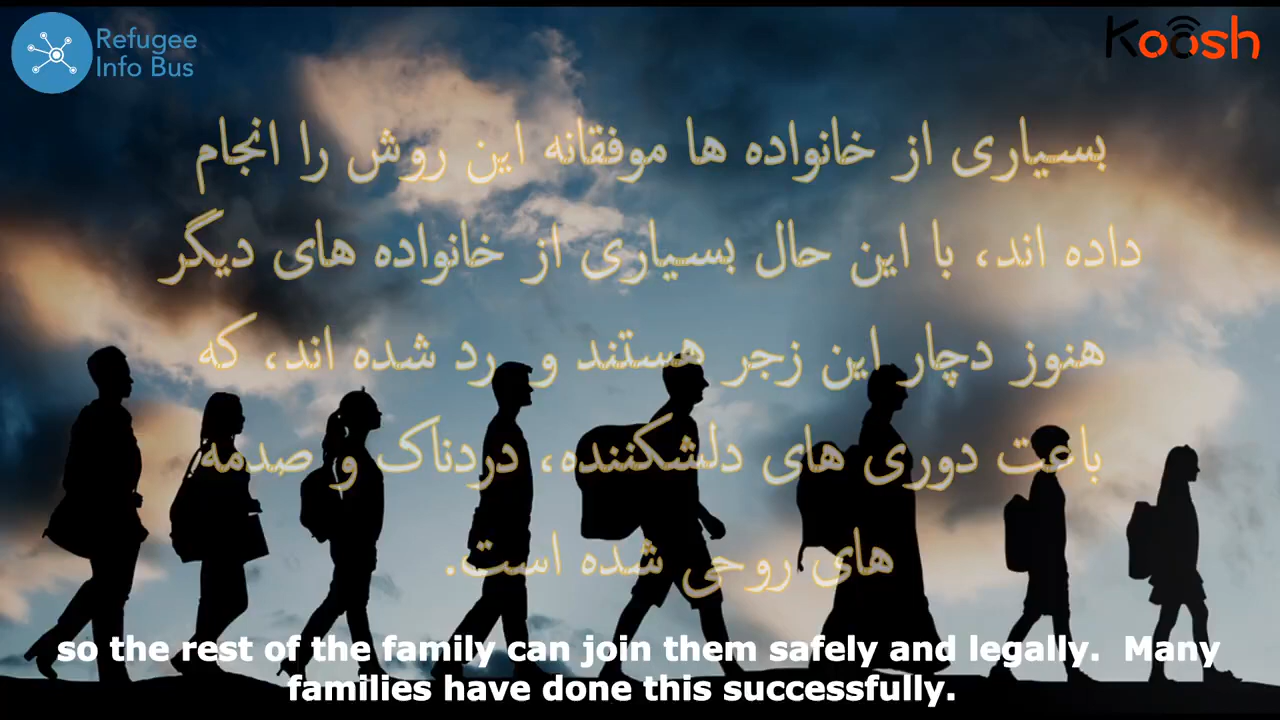 Refugee
Info Bus
Koosh
بسیاری از خانواده ها موفقانه این روش را انجام
داده اند، با این حال بسیاری از خانواده های دیگر
هنوز دچار این زجر هستند و رد شده اند، که
باعت دوری های دلشکننده، دردناک و صدمه
های روحی شده است.
so the rest of the family can join them safely and legally. Many
families have done this successfully.